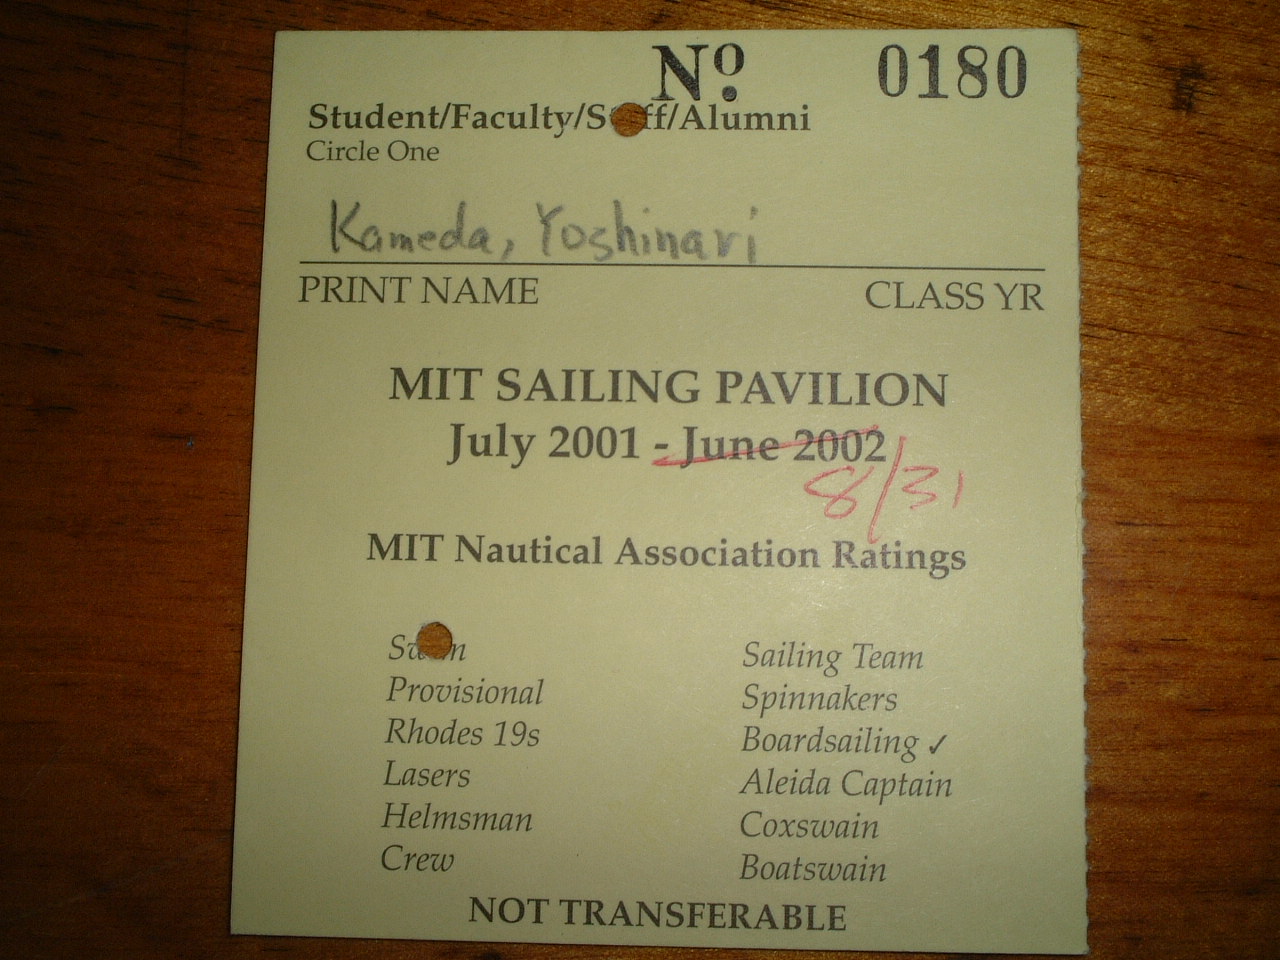 Nº 0180
Student/Faculty/S ff/Alumni
Circle One
Kameda, Yoshinari
PRINT NAME CLASS YR
MIT SAILING PAVILION
July 2001 - June 2002
8/31
MIT Nautical Association Ratings
Provisional
Rhodes 19s
Lasers
Helmsman
Crew
Sailing Team
Spinnakers
Boardsailing ✓
Aleida Captain
Coxswain
Boatswain
NOT TRANSFERABLE